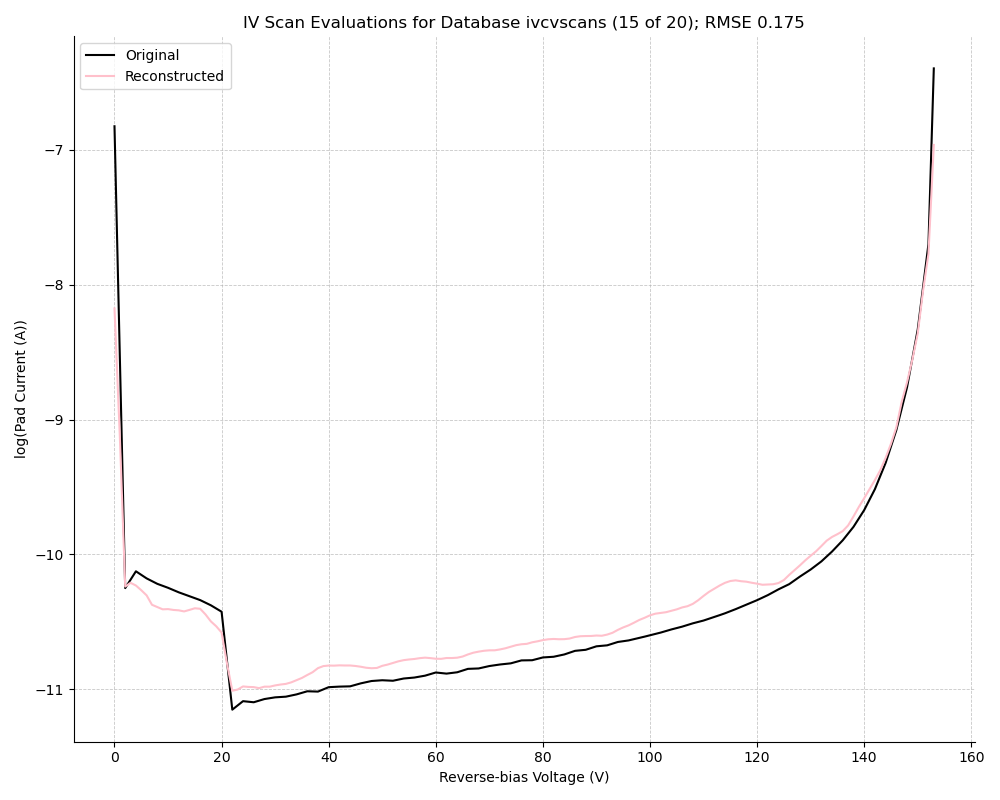 IV Scan Evaluations for Database ivcvscans (15 of 20); RMSE 0.175
Original
Reconstructed
log(Pad Current (A))
−7
−8
−9
−10
−11
0 20 40 60 80 100 120 140 160
Reverse-bias Voltage (V)